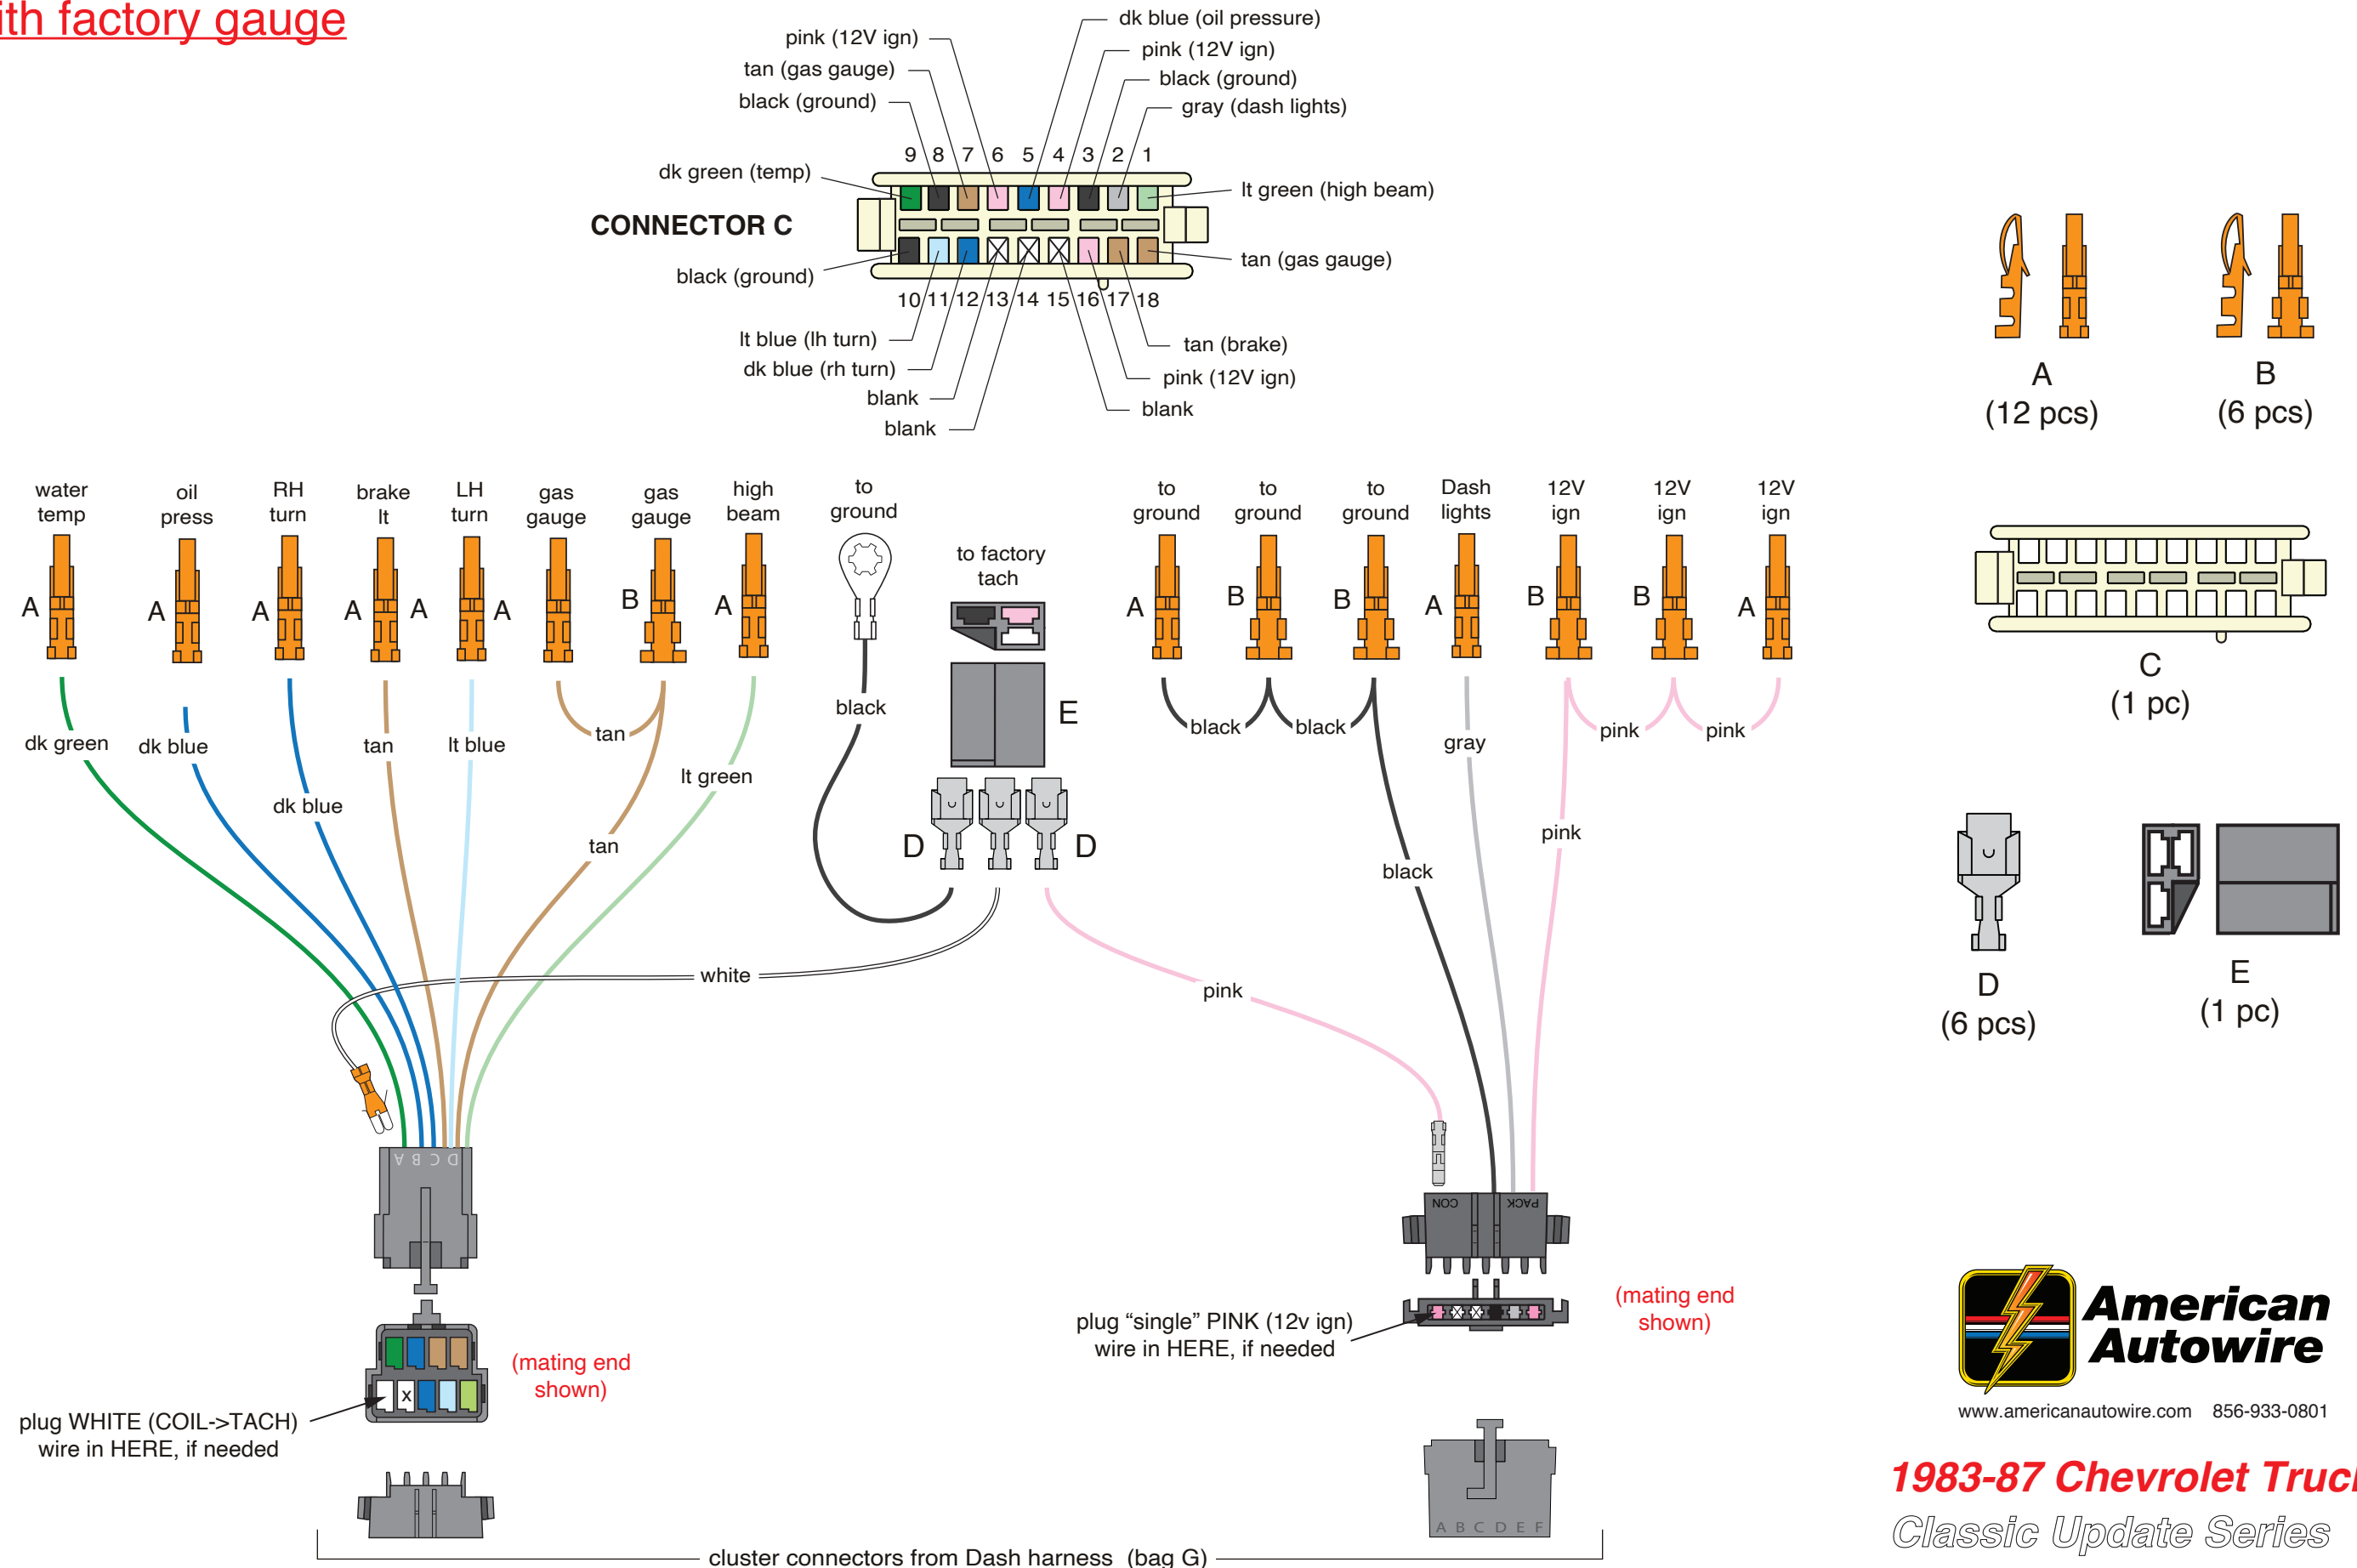 ith factory gauge
dk blue (oil pressure)
pink (12V ign)
pink (12V ign)
tan (gas gauge)
black (ground)
black (ground)
gray (dash lights)
9 8 7 6 5 4 3 2 1
dk green (temp)
lt green (high beam)
CONNECTOR C
black (ground)
tan (gas gauge)
10 11 12 13 14 15 16 17 18
lt blue (lh turn)
tan (brake)
dk blue (rh turn)
pink (12V ign)
blank
blank
blank
A
(12 pcs)
B
(6 pcs)
water
temp
oil
press
RH
turn
brake
lt
LH
turn
gas
gauge
gas
gauge
high
beam
to
ground
to factory
tach
to
ground
to
ground
to
ground
Dash
lights
12V
ign
12V
ign
12V
ign
A
A
A
A
A
A
B
A
A
B
B
A
B
B
A
C
(1 pc)
E
black
dk green
dk blue
dk blue
tan
lt blue
tan
lt green
tan
black
black
gray
pink
pink
pink
black
D
D
white
pink
D
(6 pcs)
E
(1 pc)
A B C D
CON
PACK
plug “single” PINK (12v ign)
wire in HERE, if needed
(mating end
shown)
(mating end
shown)
X
plug WHITE (COIL->TACH)
wire in HERE, if needed
A B C D E F
cluster connectors from Dash harness (bag G)
American
Autowire
www.americanautowire.com 856-933-0801
1983-87 Chevrolet Truc
Classic Update Series